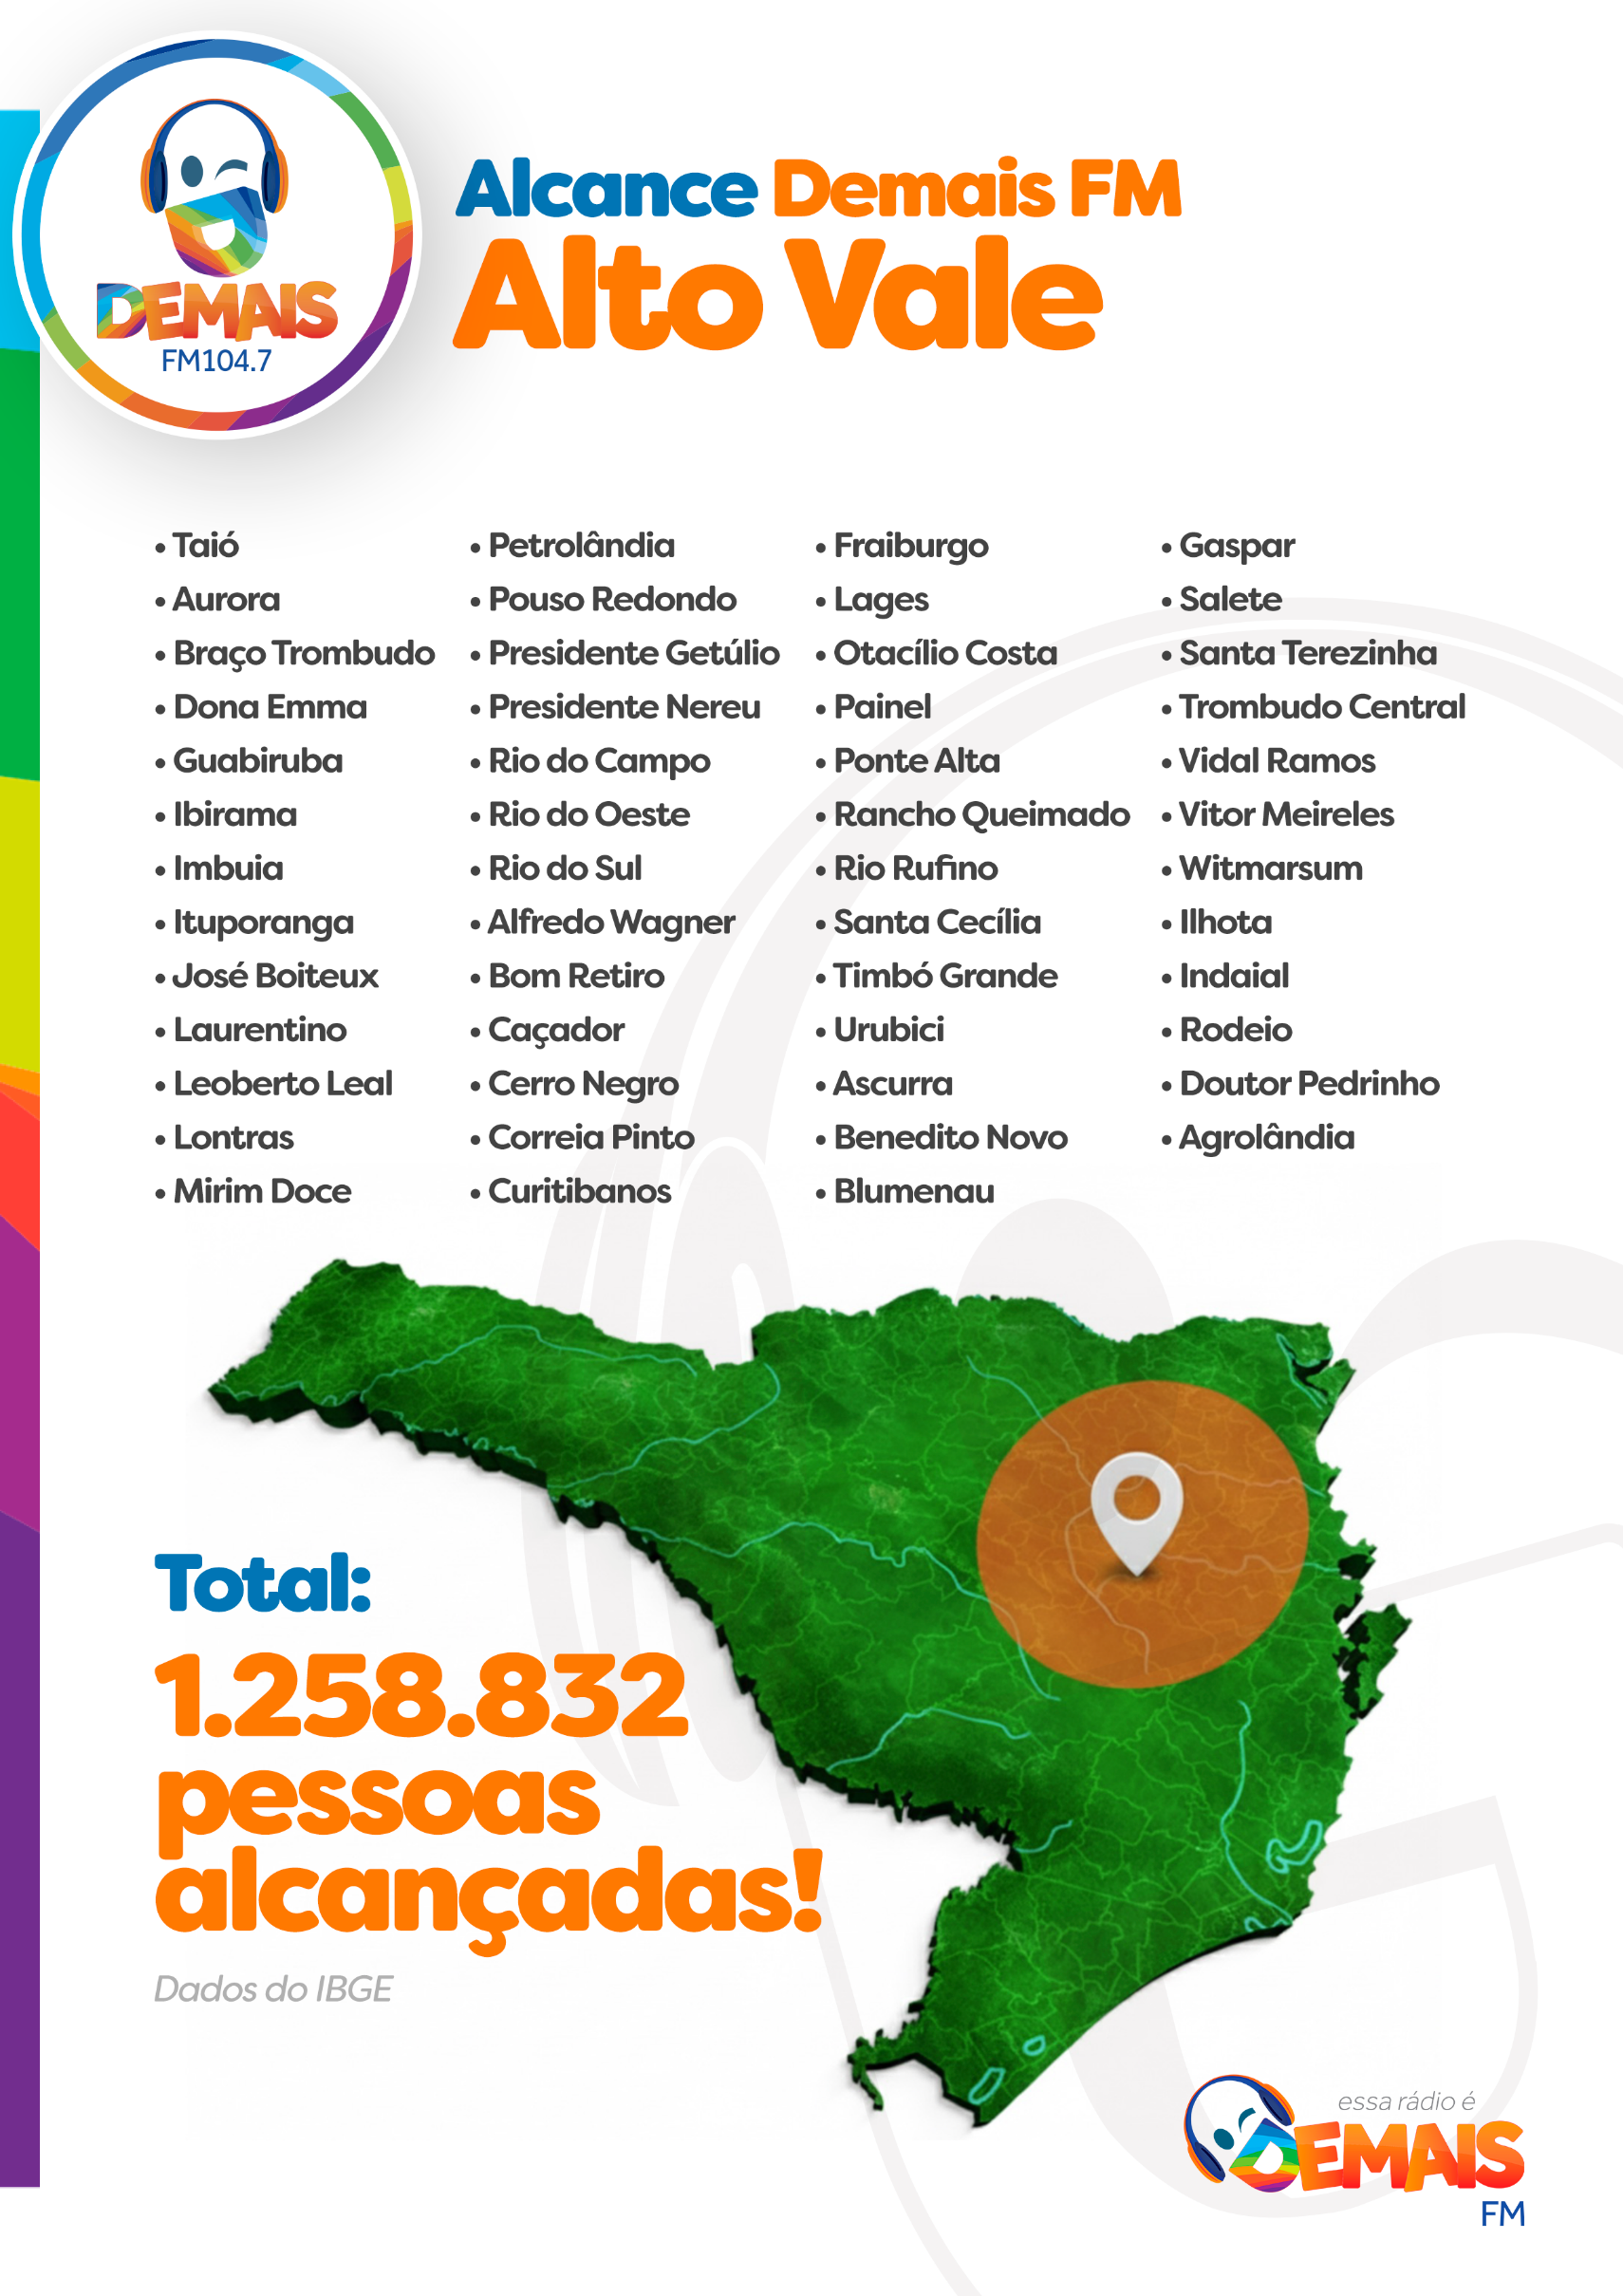 DEMAIS
FM104.7
Alcance Demais FM
Alto Vale
• Taió
• Aurora
• Braço Trombudo
• Dona Emma
• Guabiruba
• Ibirama
• Imbuia
• Ituporanga
• José Boiteux
• Laurentino
• Leoberto Leal
• Lontras
• Mirim Doce
• Petrolândia
• Pouso Redondo
• Presidente Getúlio
• Presidente Nereu
• Rio do Campo
• Rio do Oeste
• Rio do Sul
• Alfredo Wagner
• Bom Retiro
• Caçador
• Cerro Negro
• Correia Pinto
• Curitibanos
• Fraiburgo
• Lages
• Otacílio Costa
• Painel
• Ponte Alta
• Rancho Queimado
• Rio Rufino
• Santa Cecília
• Timbó Grande
• Urubici
• Ascurra
• Benedito Novo
• Blumenau
• Gaspar
• Salete
• Santa Terezinha
• Trombudo Central
• Vidal Ramos
• Vitor Meireles
• Witmarsum
• Ilhota
• Indaial
• Rodeio
• Doutor Pedrinho
• Agrolândia
Total:
1.258.832
pessoas
alcançadas!
Dados do IBGE
essa rádio é
DEMAIS
FM